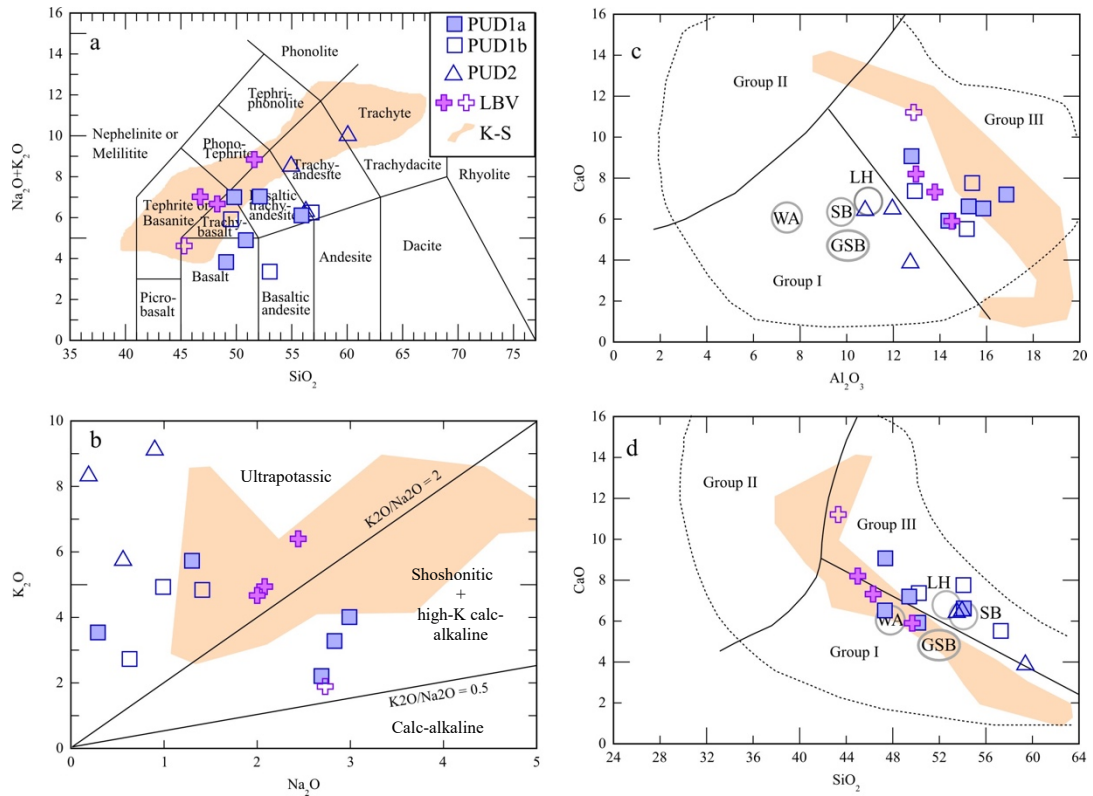 a
16
14
12
10
8
6
4
2
0
35
40
45
50
55
60
65
70
75
Na₂O+K₂O
SiO₂
Phonolite
Tephri-
phonolite
Trachyte
Nephelinite or
Melilitite
Phono-
Tephrite
Trachy-
andesite
Trachydacite
Rhyolite
Tephrite or
Basanite
Trachy-
basalt
Basaltic
trachy-
andesite
Basalt
Andesite
Dacite
Picro-
basalt
Basaltic
andesite
PUD1a
PUD1b
PUD2
LBV
K-S
c
16
14
12
10
8
6
4
2
0
0
2
4
6
8
10
12
14
16
18
20
CaO
Al₂O₃
Group II
Group III
LH
WA
SB
GSB
Group I
b
10
8
6
4
2
0
0
1
2
3
4
5
K₂O
Na₂O
Ultrapotassic
K2O/Na2O = 2
Shoshonitic
+
high-K calc-
alkaline
K2O/Na2O = 0.5
Calc-alkaline
d
16
14
12
10
8
6
4
2
0
24
28
32
36
40
44
48
52
56
60
64
CaO
SiO₂
Group II
Group III
LH
WA
SB
GSB
Group I